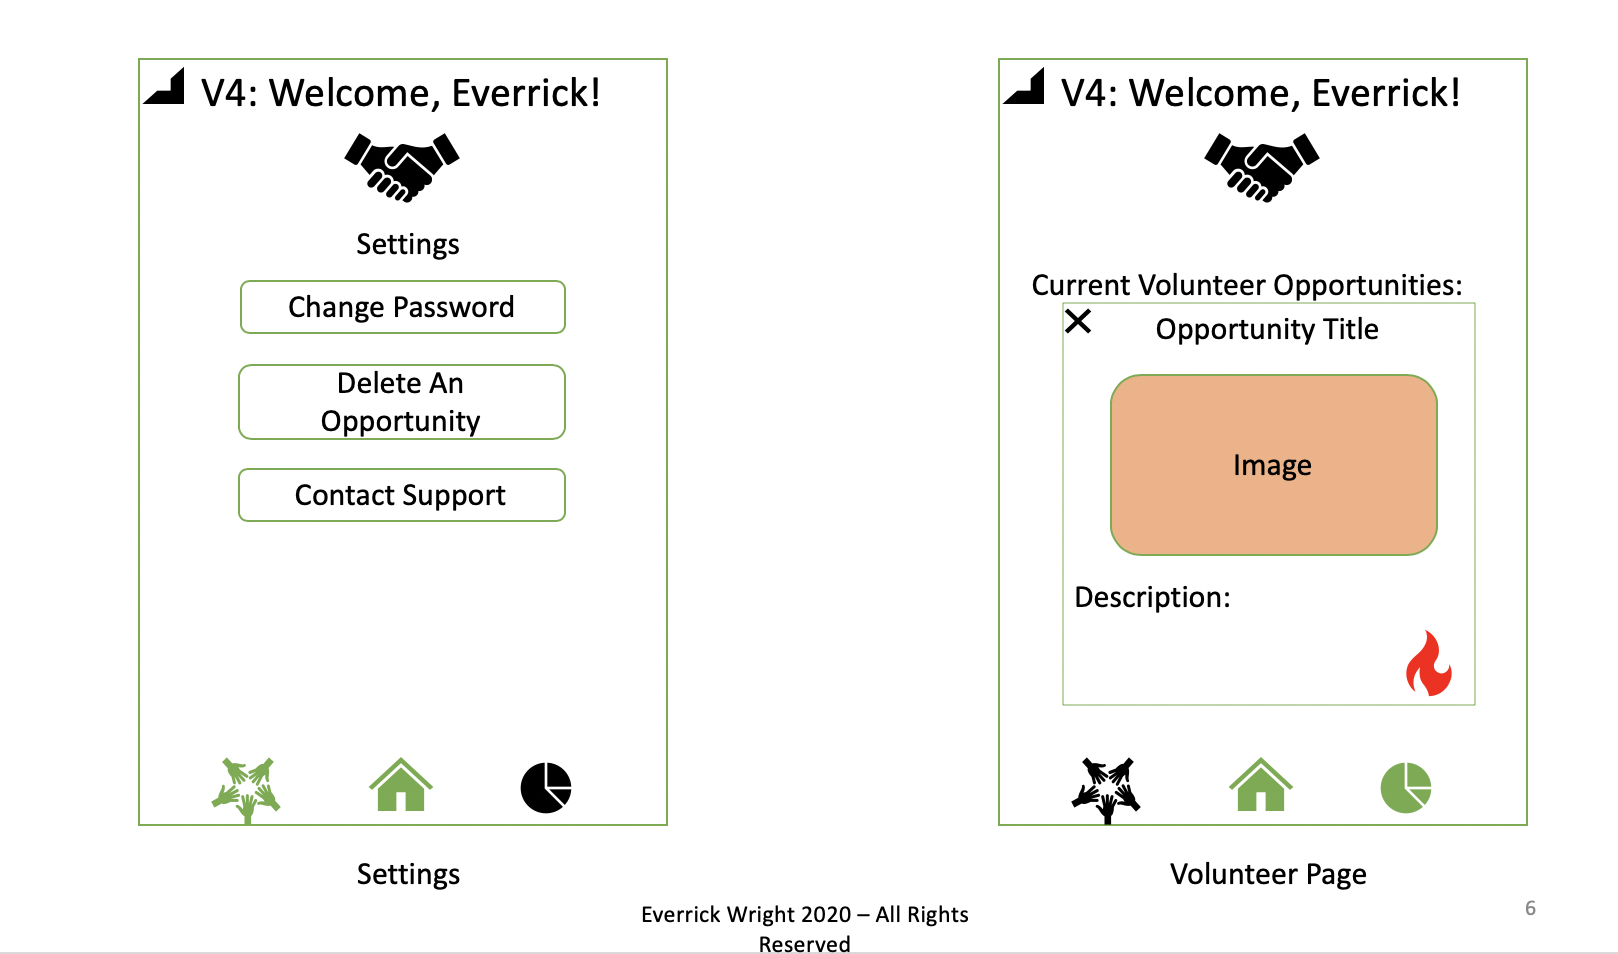 V4: Welcome, Everrick!
Settings
Change Password
Delete An
Opportunity
Contact Support
Settings
V4: Welcome, Everrick!
Current Volunteer Opportunities:
Opportunity Title
Image
Description:
Volunteer Page
Everrick Wright 2020 – All Rights
Reserved
6